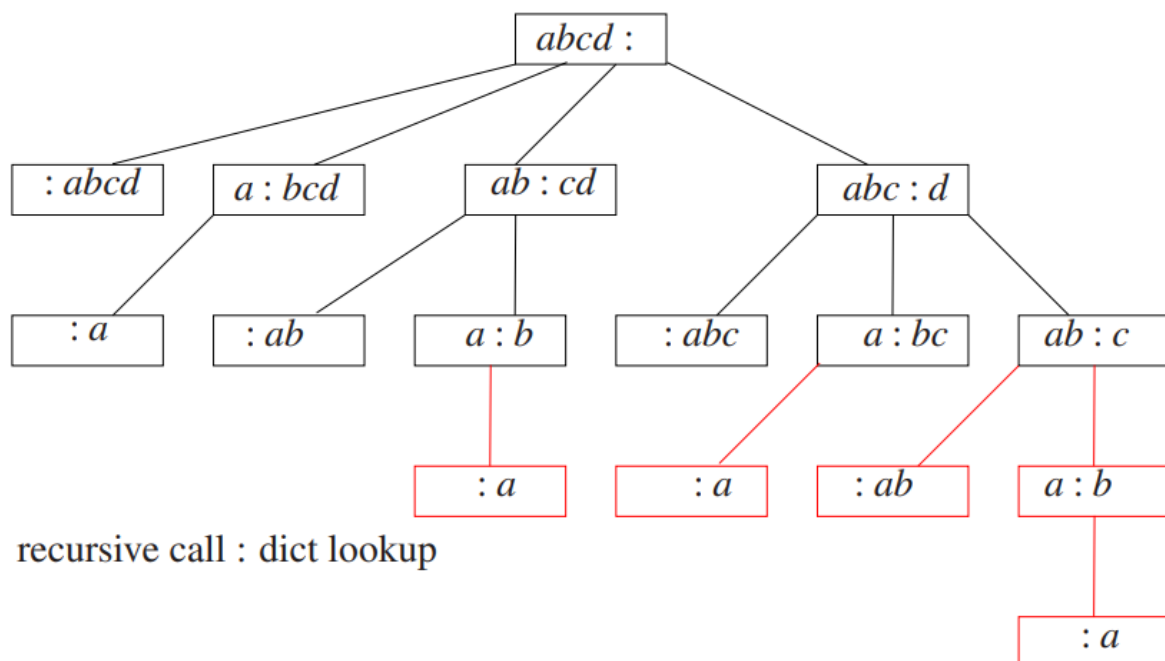 abcd :
: abcd
a : bcd
ab : cd
abc : d
: a
: ab
a : b
: abc
a : bc
ab : c
: a
: a
: ab
a : b
recursive call : dict lookup
: a